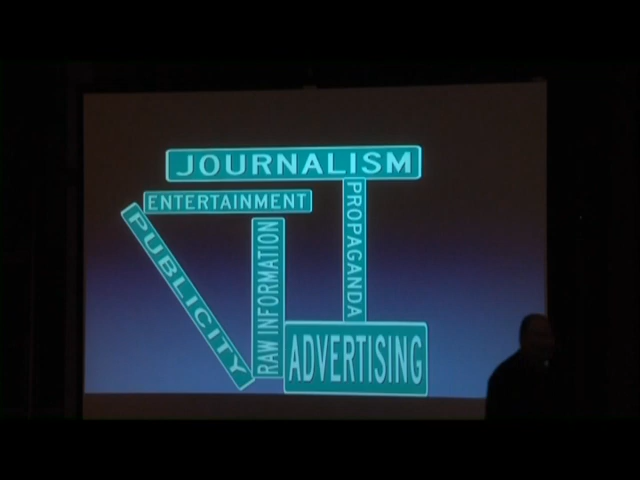 JOURNALISM
ENTERTAINMENT
PROPAGANDA
PUBLICITY
RAW INFORMATION
ADVERTISING